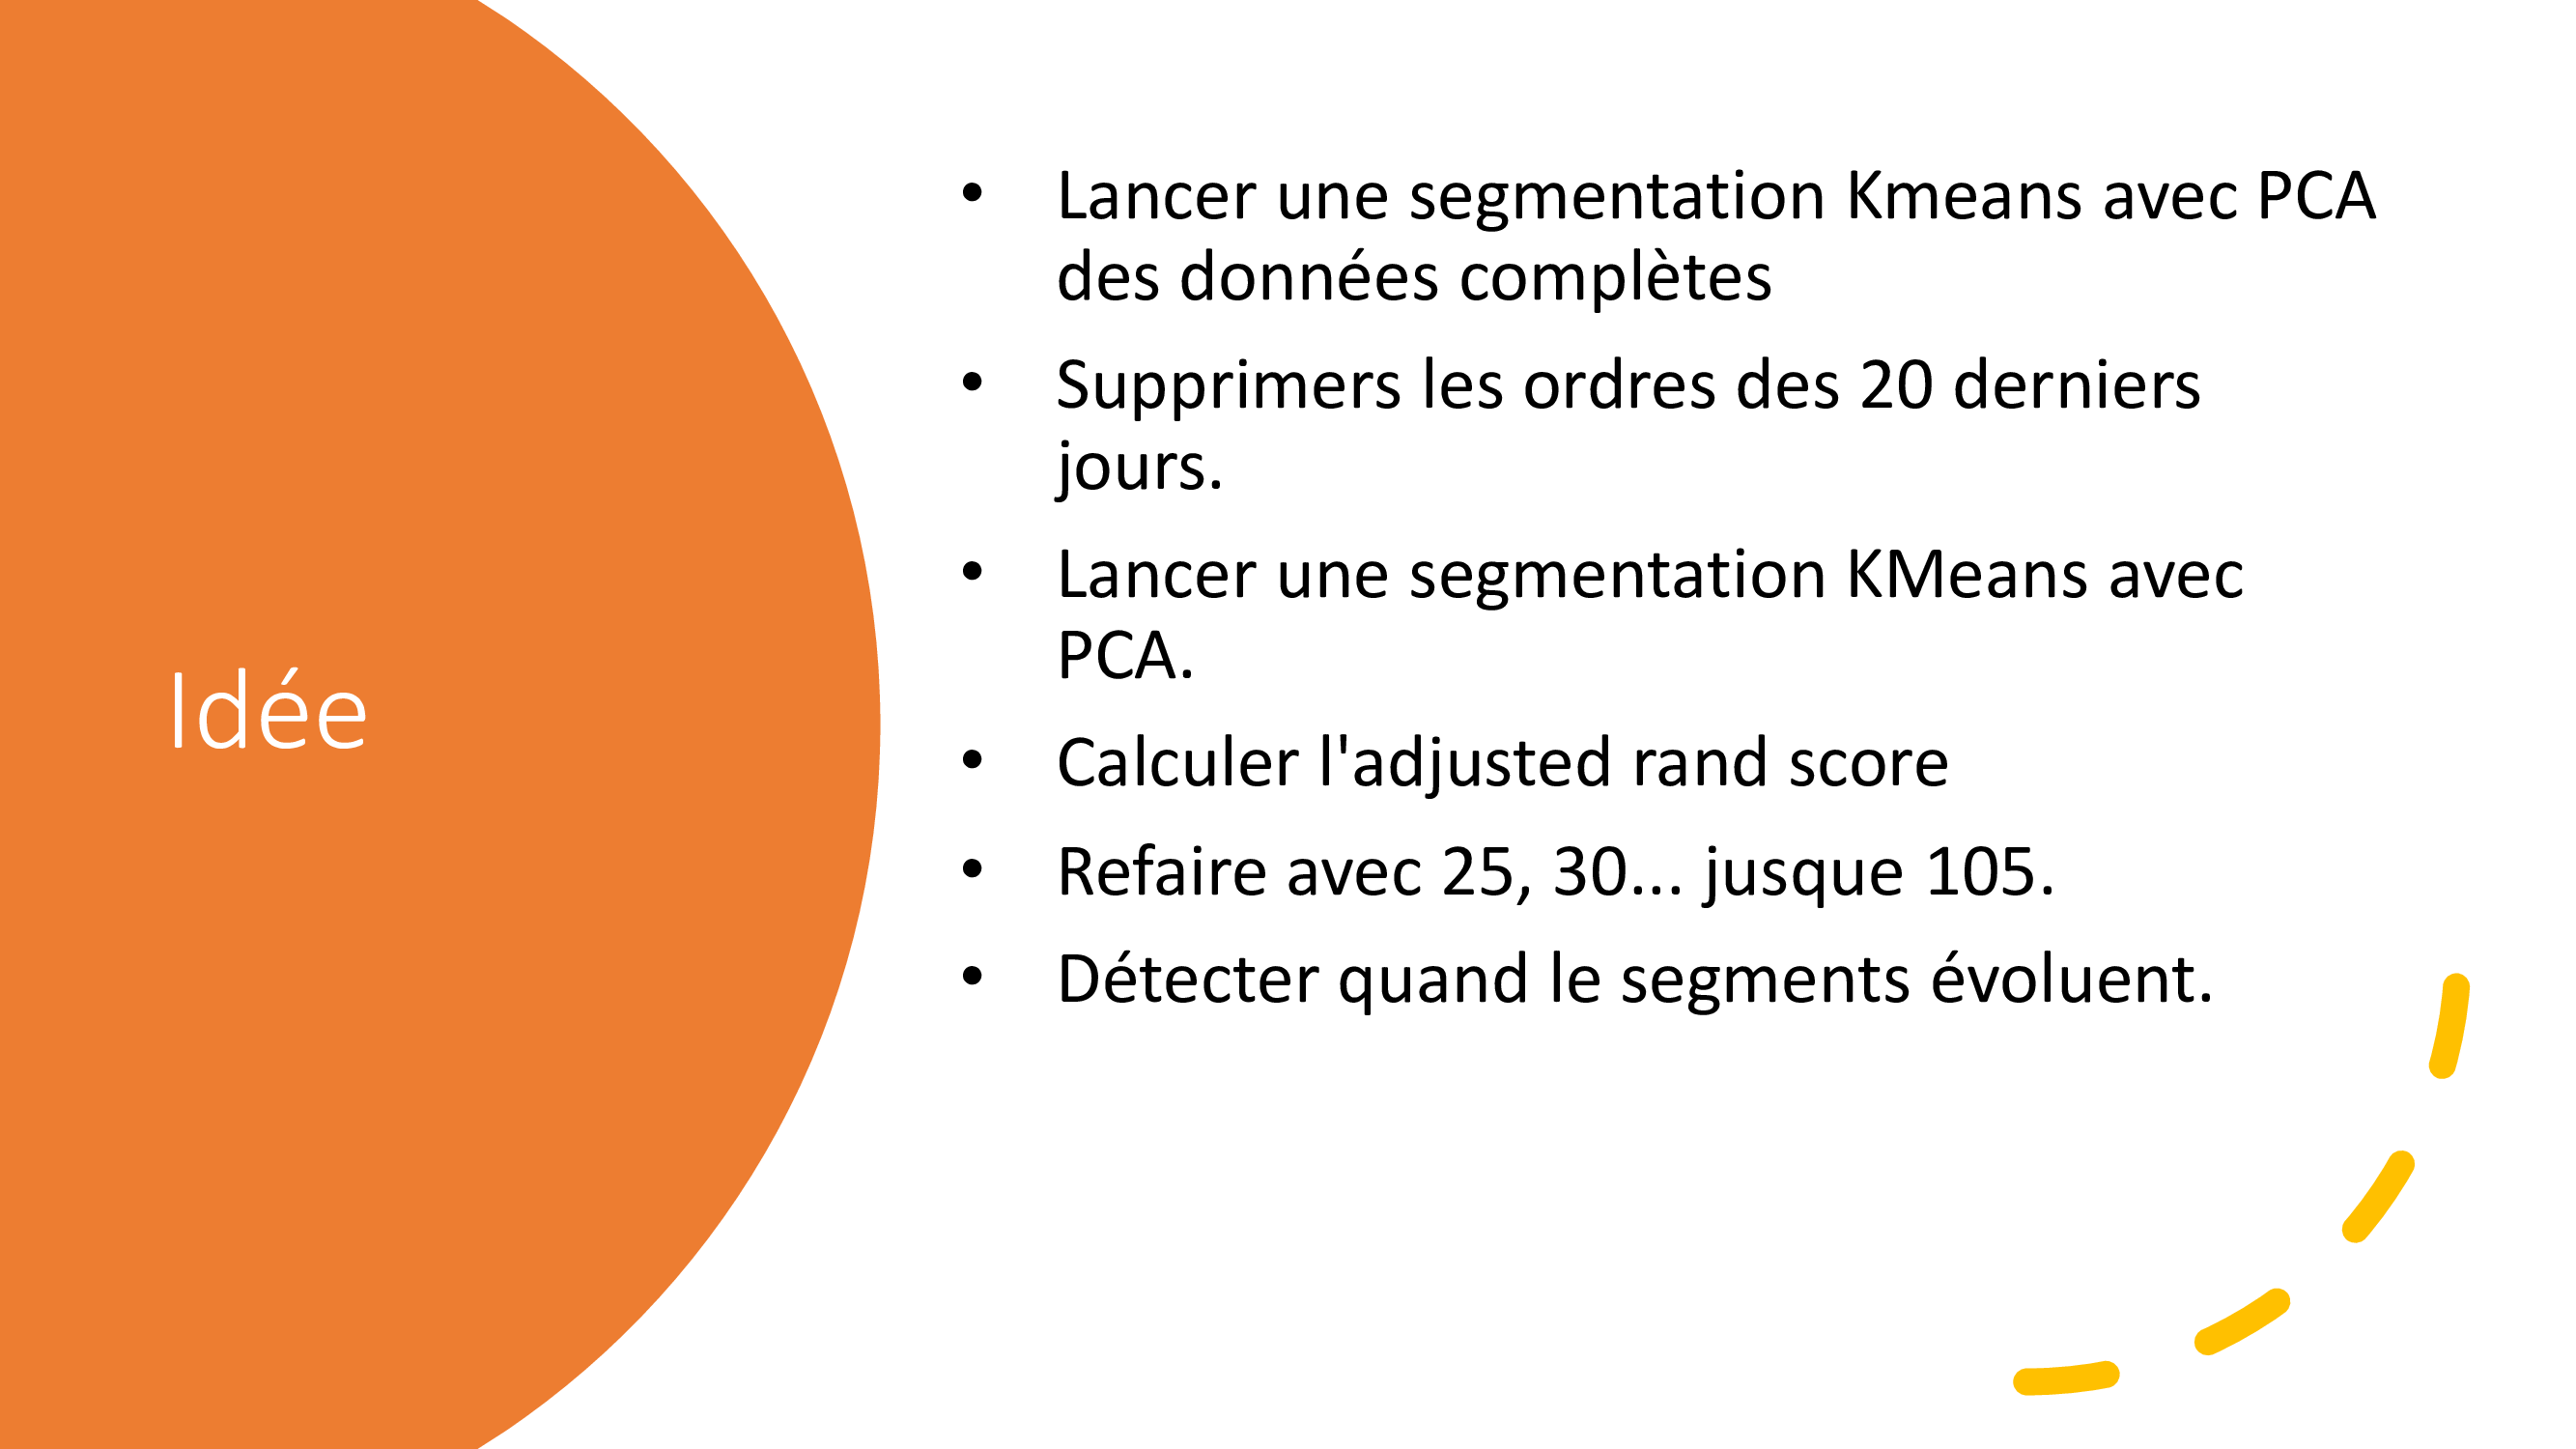 Idée
• Lancer une segmentation Kmeans avec PCA
des données complètes
• Supprimers les ordres des 20 derniers
jours.
• Lancer une segmentation KMeans avec
PCA.
• Calculer l'adjusted rand score
• Refaire avec 25, 30... jusque 105.
• Détecter quand le segments évoluent.